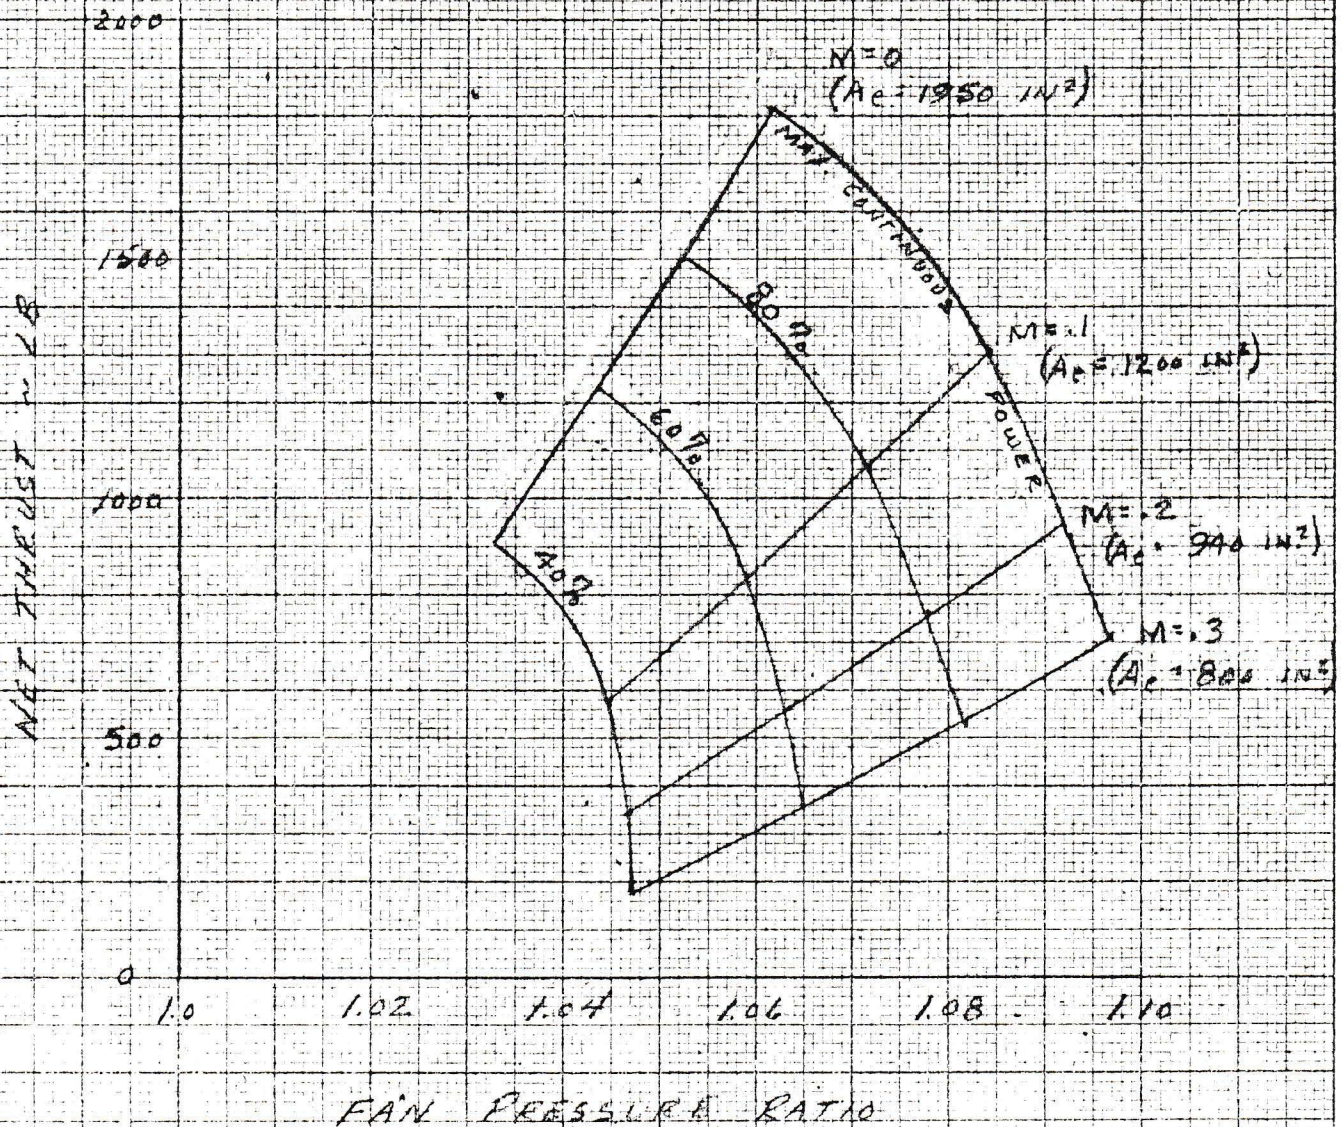 2000
M=0
(Ae=1950 IN²)
MAX. CONTINUOUS POWER
1500
80%
M=.1
(Ae=1200 IN²)
60%
1000
M=.2
(Ae=940 IN²)
40%
M=.3
(Ae=800 IN²)
500
0
NET THRUST ~ LB
1.0 1.02 1.04 1.06 1.08 1.10
FAN PRESSURE RATIO